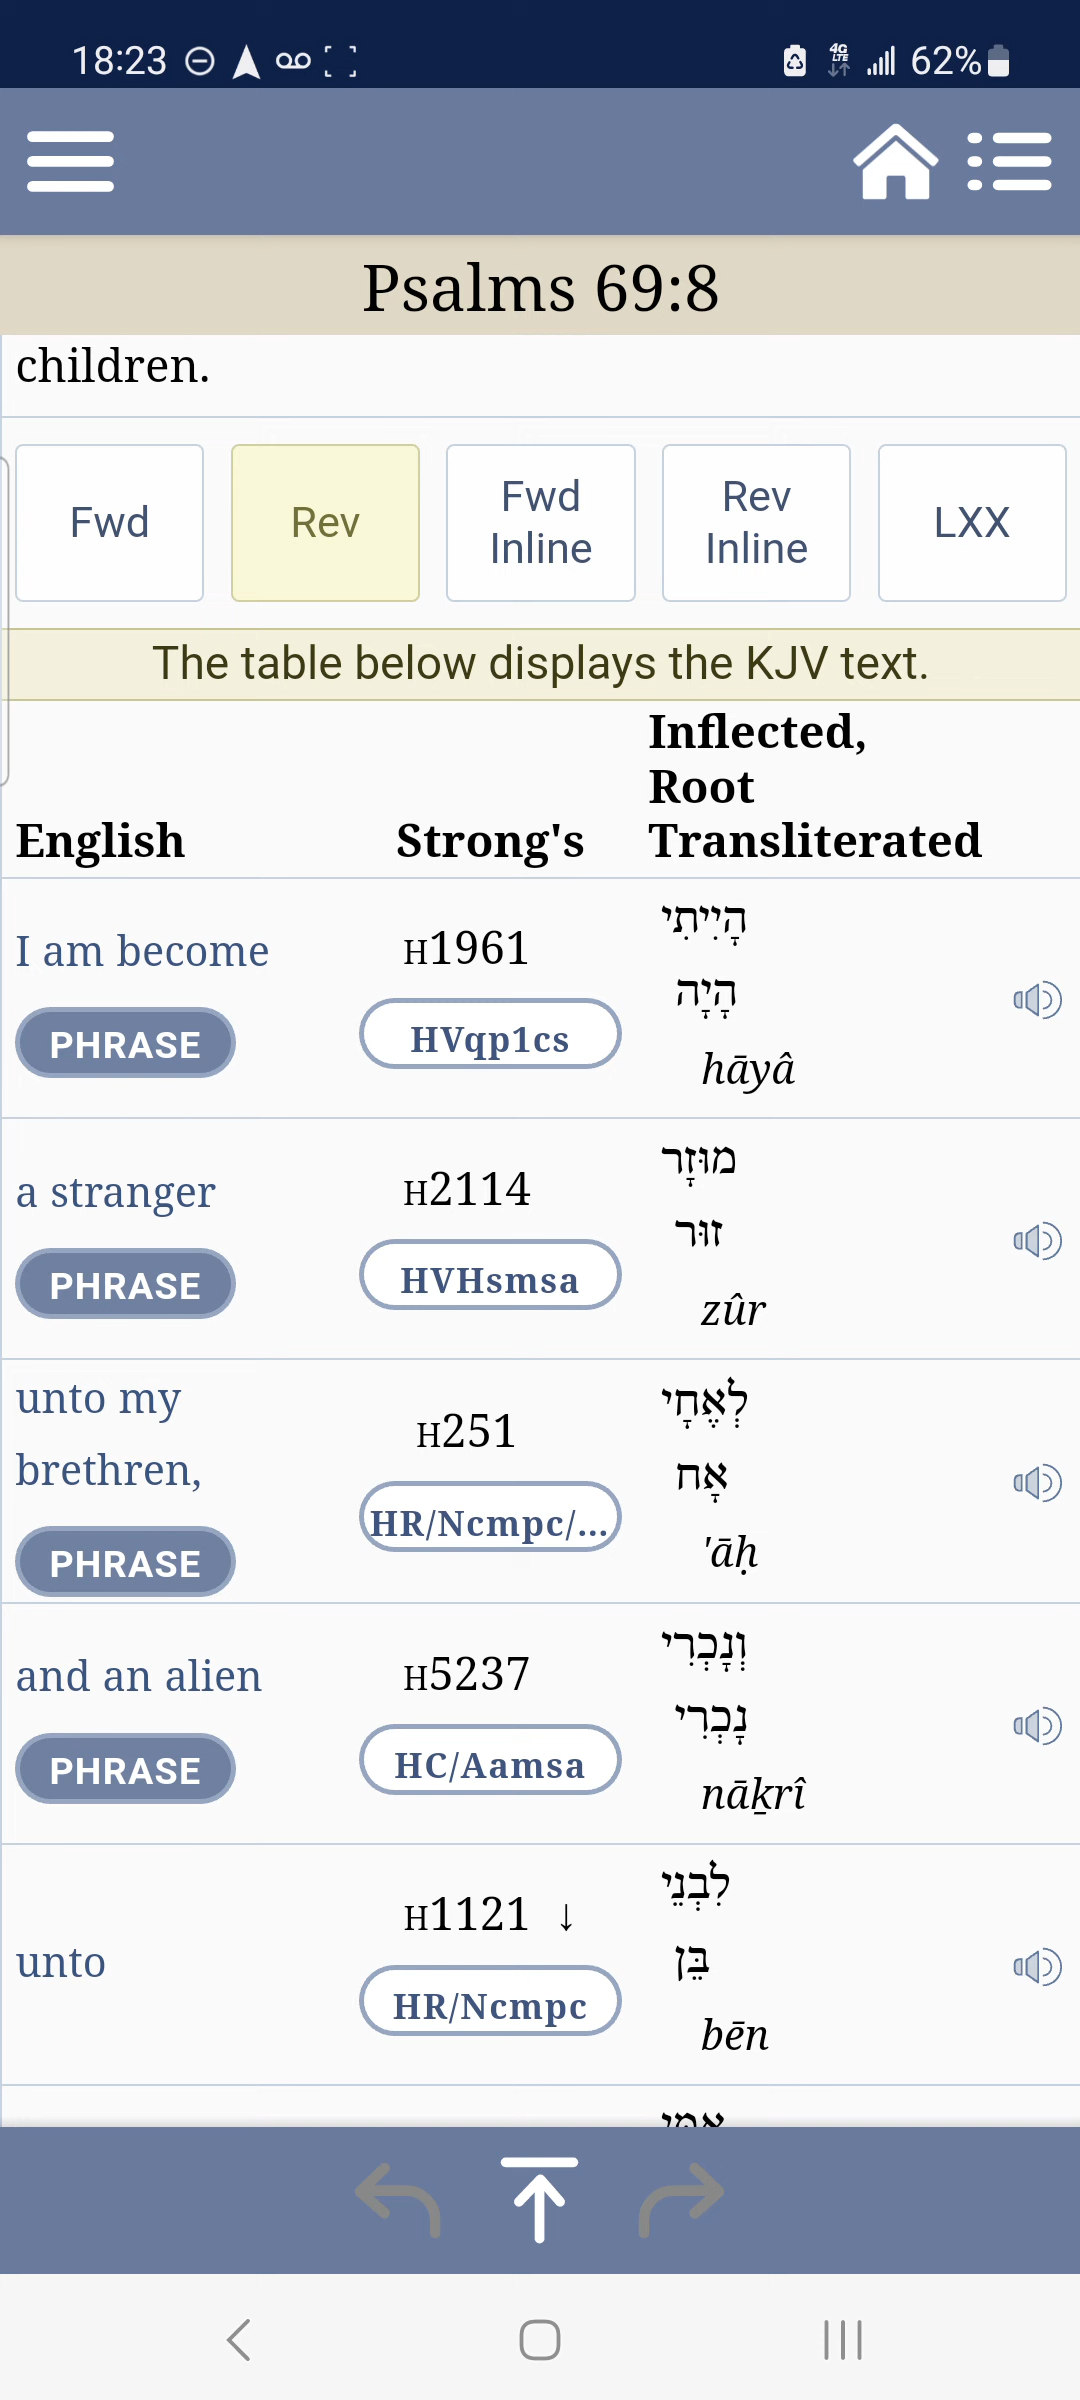 18:23 4G LTE 62%
Psalms 69:8
children.
Fwd Rev Fwd Inline Rev Inline LXX
The table below displays the KJV text.
English Strong's Inflected, Root Transliterated
I am become H1961 הָיִיתִי
PHRASE HVqp1cs הָיָה
hāyâ
a stranger H2114 מוּזָר
PHRASE HVHsmsa זוּר
zûr
unto my brethren, H251 לְאֶחָי
PHRASE HR/Ncmpc/... אָח
'āḥ
and an alien H5237 וְנָכְרִי
PHRASE HC/Aamsa נָכְרִי
nāḵrî
unto H1121 ↓ לִבְנֵי
HR/Ncmpc בֵּן
bēn